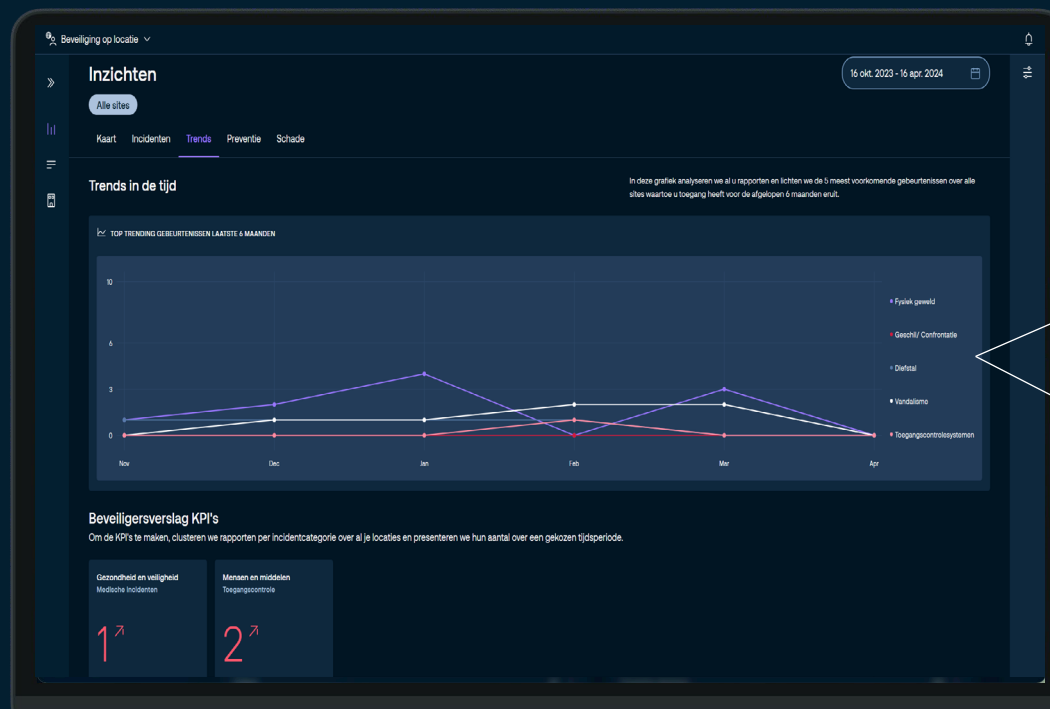 Beveiliging op locatie
Inzichten
16 okt. 2023 - 16 apr. 2024
Alle sites
Kaart Incidenten Trends Preventie Schade
Trends in de tijd
In deze grafiek analyseren we al u rapporten en lichten we de 5 meest voorkomende gebeurtenissen over alle
sites waartoe u toegang heeft voor de afgelopen 6 maanden eruit.
TOP TRENDING GEBEURTENISSEN LAATSTE 6 MAANDEN
10
6
3
0
Nov Dec Jan Feb Mar Apr
Fysiek geweld
Geschil/ Confrontatie
Diefstal
Vandalisme
Toegangscontrolesystemen
Beveiligersverslag KPI's
Om de KPI's te maken, clusteren we rapporten per incidentcategorie over al je locaties en presenteren we hun aantal over een gekozen tijdsperiode.
Gezondheid en veiligheid
Medische Incidenten
1
Mensen en middelen
Toegangscontrole
2